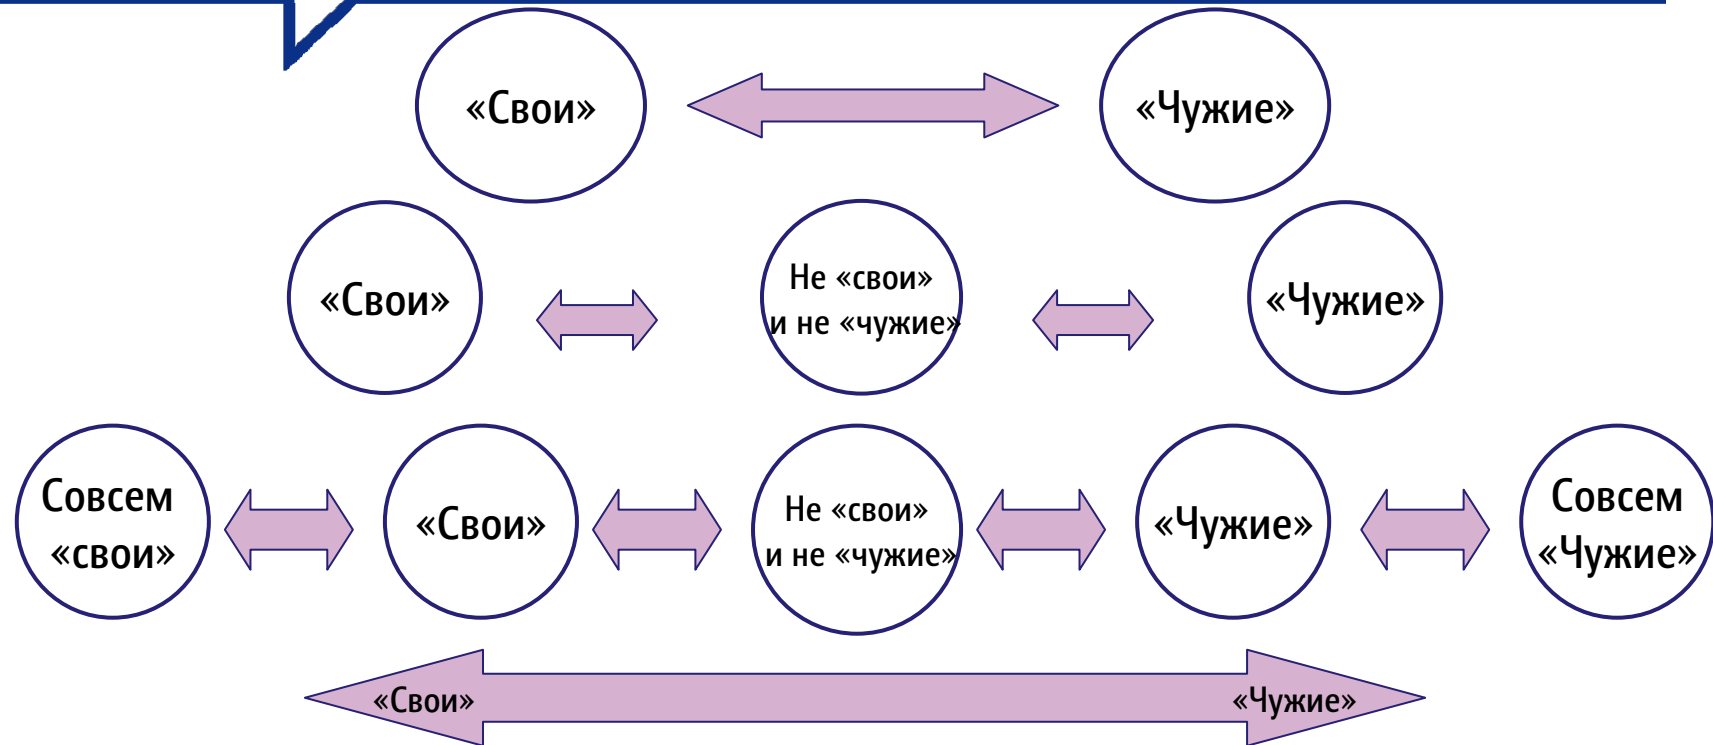 «Свои»
«Чужие»
«Свои»
Не «свои»
и не «чужие»
«Чужие»
Совсем
«свои»
«Свои»
Не «свои»
и не «чужие»
«Чужие»
Совсем
«Чужие»
«Свои»
«Чужие»